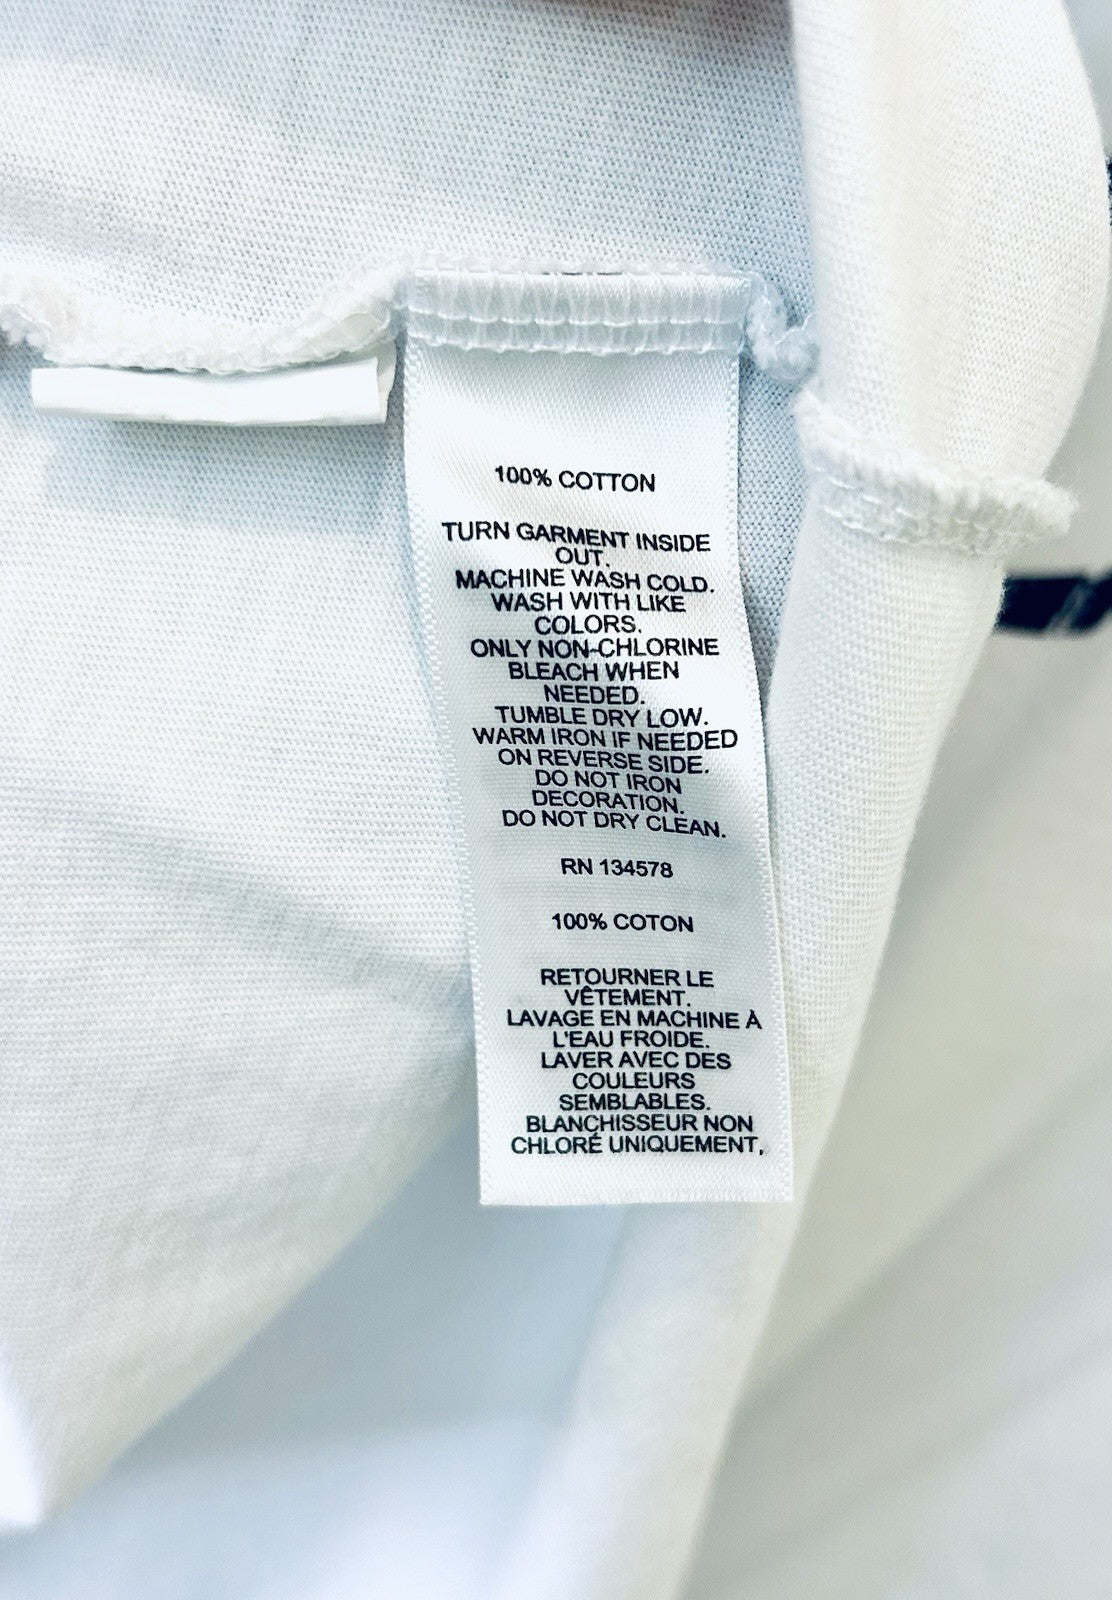 100% COTTON
TURN GARMENT INSIDE
OUT.
MACHINE WASH COLD.
WASH WITH LIKE
COLORS.
ONLY NON-CHLORINE
BLEACH WHEN
NEEDED.
TUMBLE DRY LOW.
WARM IRON IF NEEDED
ON REVERSE SIDE.
DO NOT IRON
DECORATION.
DO NOT DRY CLEAN.
RN 134578
100% COTON
RETOURNER LE
VÊTEMENT.
LAVAGE EN MACHINE À
L'EAU FROIDE.
LAVER AVEC DES
COULEURS
SEMBLABLES.
BLANCHISSEUR NON
CHLORÉ UNIQUEMENT,